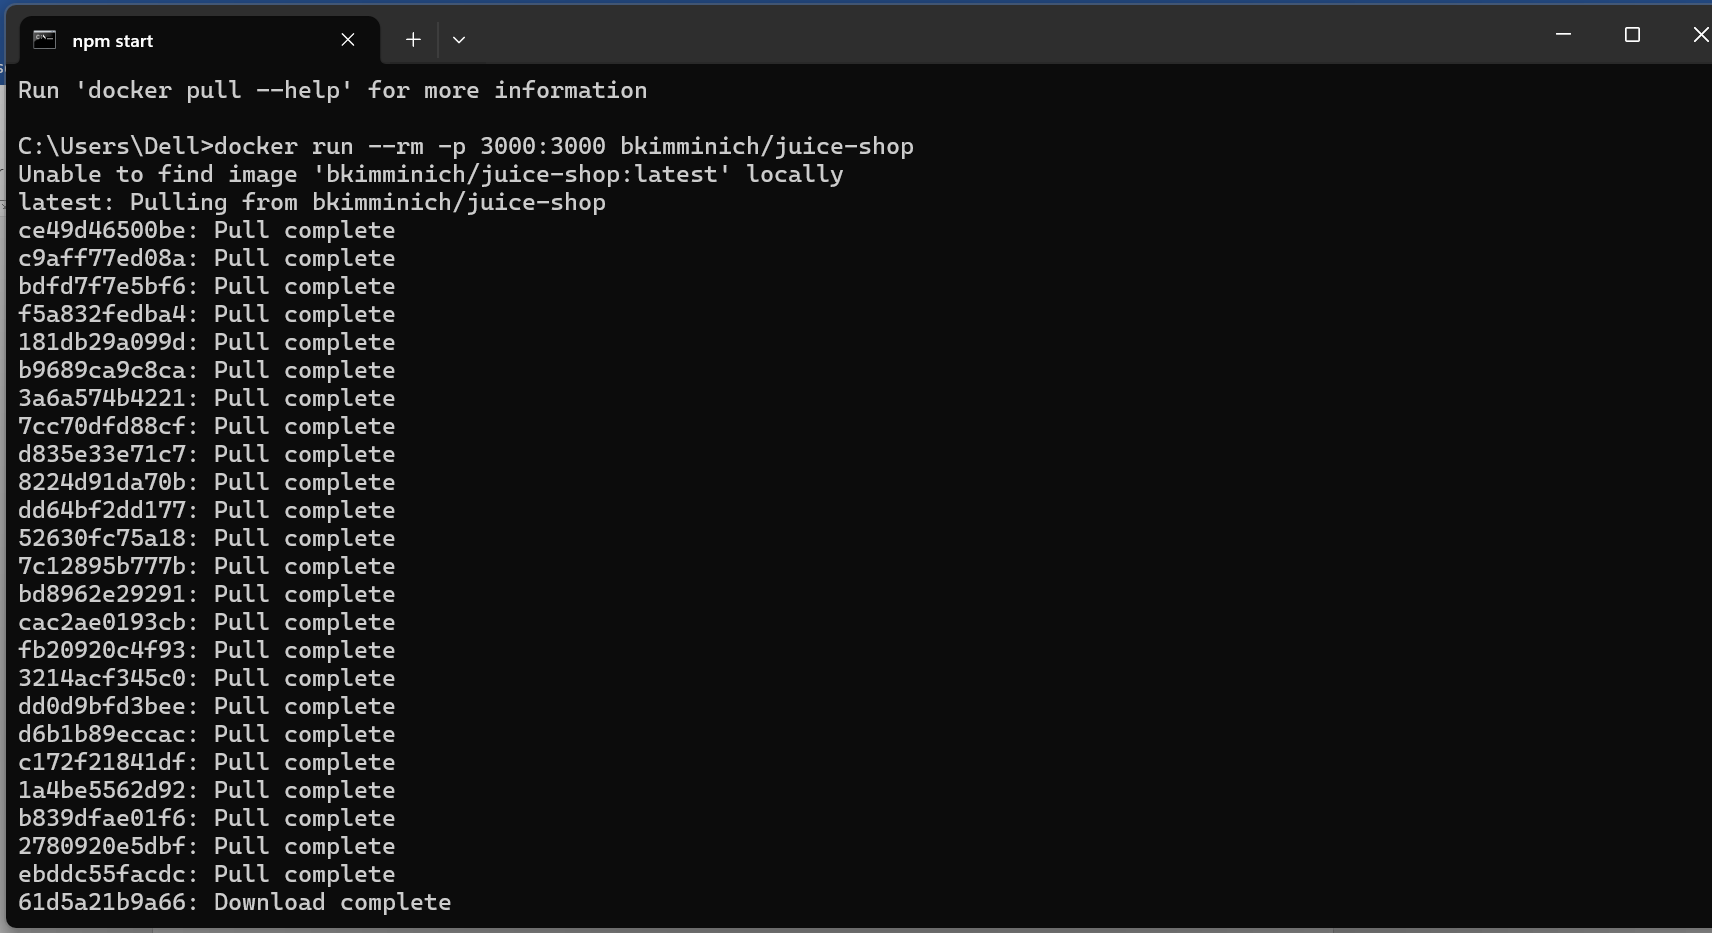 npm start
Run 'docker pull --help' for more information
C:\Users\Dell>docker run --rm -p 3000:3000 bkimminich/juice-shop
Unable to find image 'bkimminich/juice-shop:latest' locally
latest: Pulling from bkimminich/juice-shop
ce49d46500be: Pull complete
c9aff77ed08a: Pull complete
bdfd7f7e5bf6: Pull complete
f5a832fedba4: Pull complete
181db29a099d: Pull complete
b9689ca9c8ca: Pull complete
3a6a574b4221: Pull complete
7cc70dfd88cf: Pull complete
d835e33e71c7: Pull complete
8224d91da70b: Pull complete
dd64bf2dd177: Pull complete
52630fc75a18: Pull complete
7c12895b777b: Pull complete
bd8962e29291: Pull complete
cac2ae0193cb: Pull complete
fb20920c4f93: Pull complete
3214acf345c0: Pull complete
dd0d9bfd3bee: Pull complete
d6b1b89eccac: Pull complete
c172f21841df: Pull complete
1a4be5562d92: Pull complete
b839dfae01f6: Pull complete
2780920e5dbf: Pull complete
ebddc55facdc: Pull complete
61d5a21b9a66: Download complete